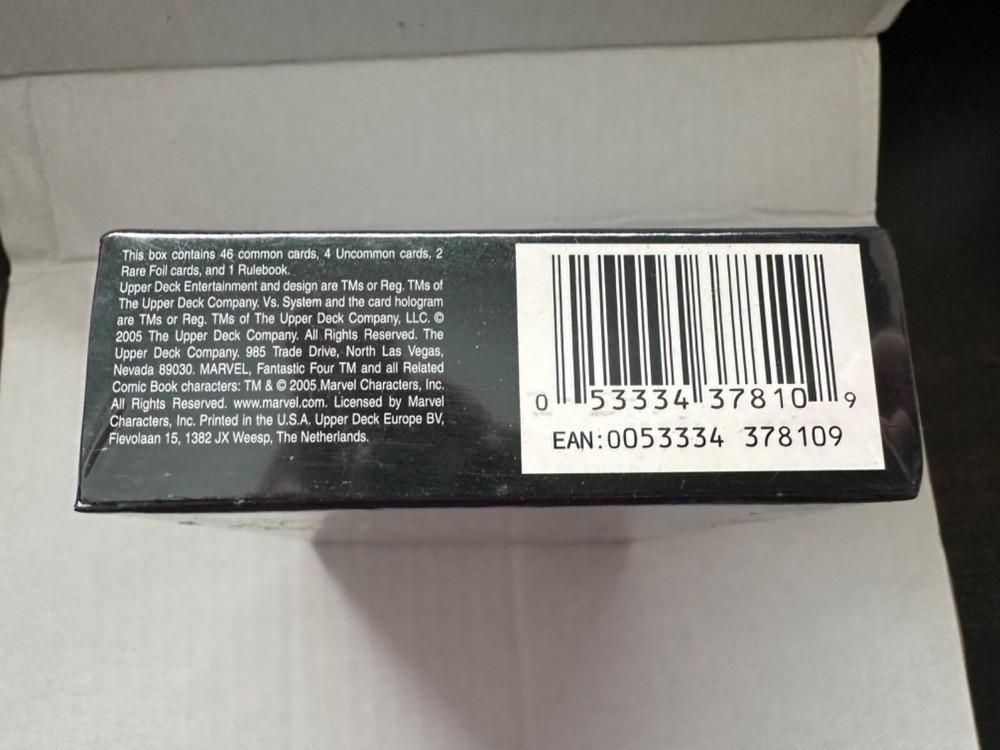 This box contains 46 common cards, 4 Uncommon cards, 2
Rare Foil cards, and 1 Rulebook.
Upper Deck Entertainment and design are TMs or Reg. TMs of
The Upper Deck Company. Vs. System and the card hologram
are TMs or Reg. TMs of The Upper Deck Company, LLC. ©
2005 The Upper Deck Company. All Rights Reserved. The
Upper Deck Company, 985 Trade Drive, North Las Vegas,
Nevada 89030. MARVEL, Fantastic Four TM and all Related
Comic Book characters: TM & © 2005 Marvel Characters, Inc.
All Rights Reserved. www.marvel.com. Licensed by Marvel
Characters, Inc. Printed in the U.S.A. Upper Deck Europe BV,
Flevolaan 15, 1382 JX Weesp, The Netherlands.
0 53334 37810 9
EAN:0053334 378109